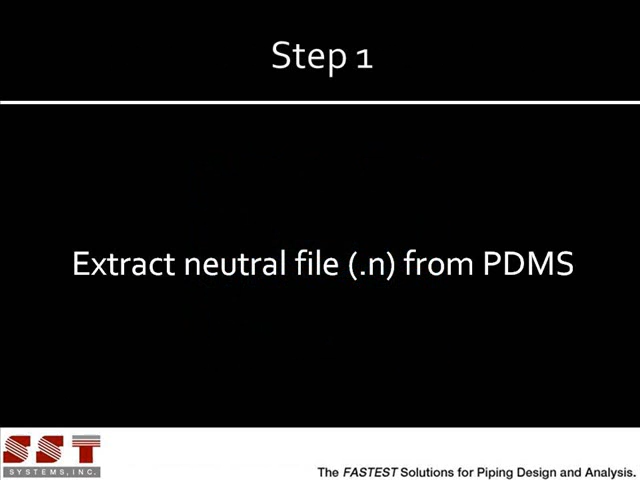 Step 1
Extract neutral file (.n) from PDMS
SST
SYSTEMS, INC.
The FASTEST Solutions for Piping Design and Analysis.